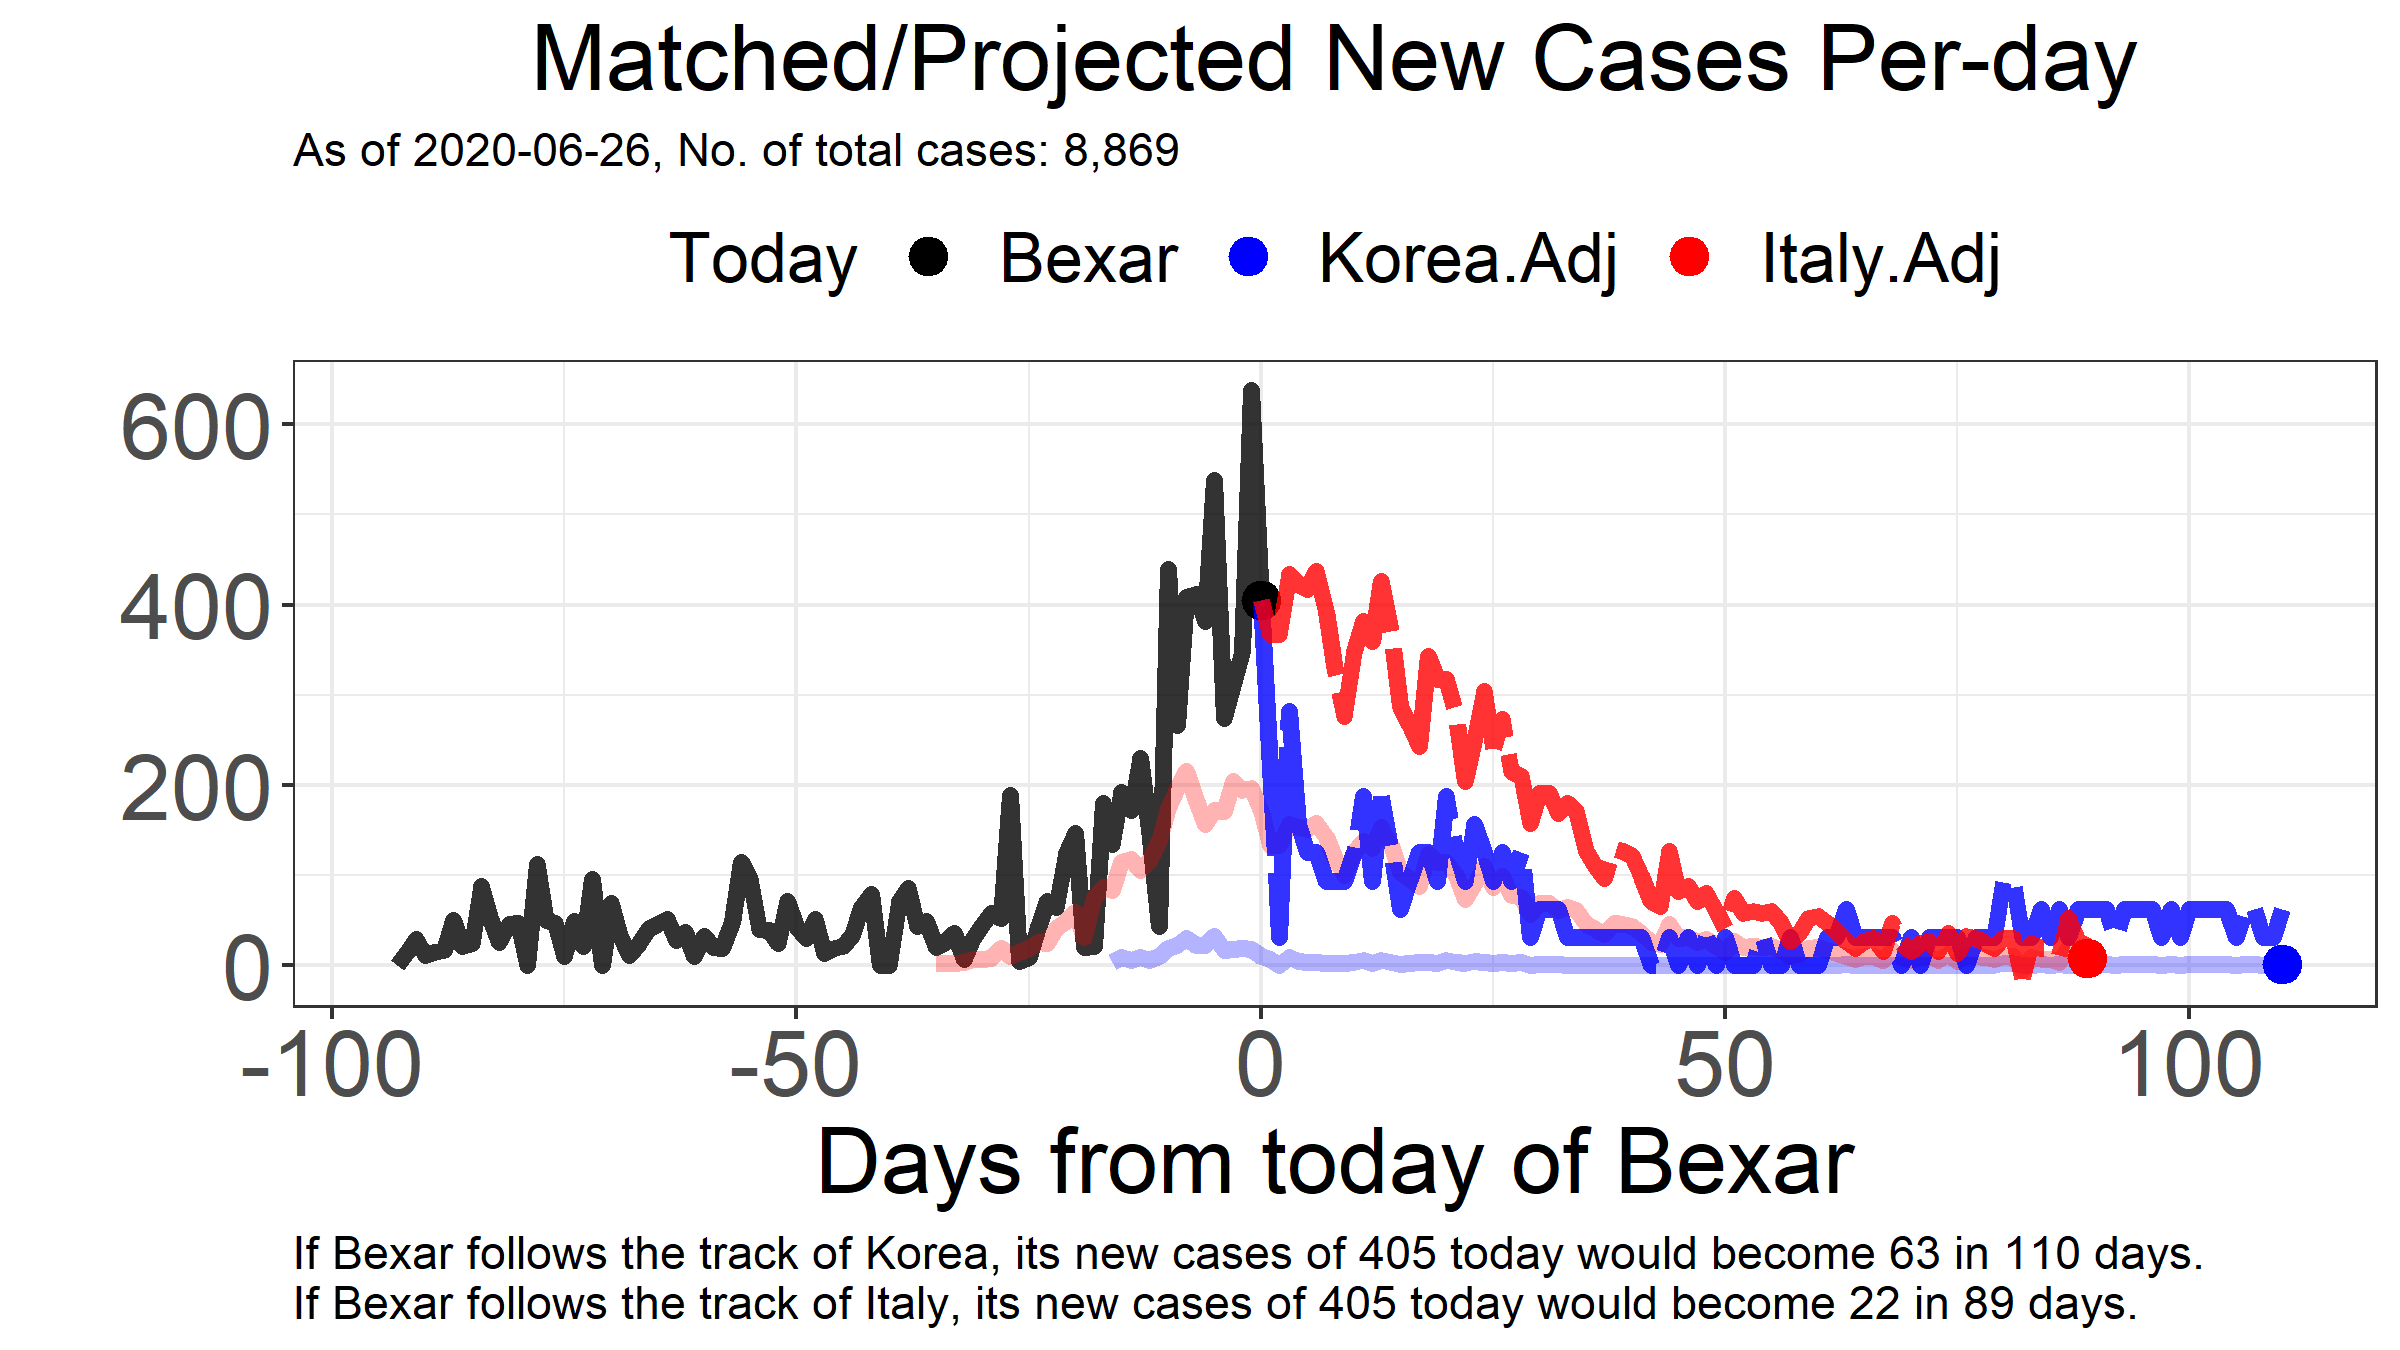 Matched/Projected New Cases Per-day
As of 2020-06-26, No. of total cases: 8,869
Today Bexar Korea.Adj Italy.Adj
600
400
200
0
-100 -50 0 50 100
Days from today of Bexar
If Bexar follows the track of Korea, its new cases of 405 today would become 63 in 110 days.
If Bexar follows the track of Italy, its new cases of 405 today would become 22 in 89 days.